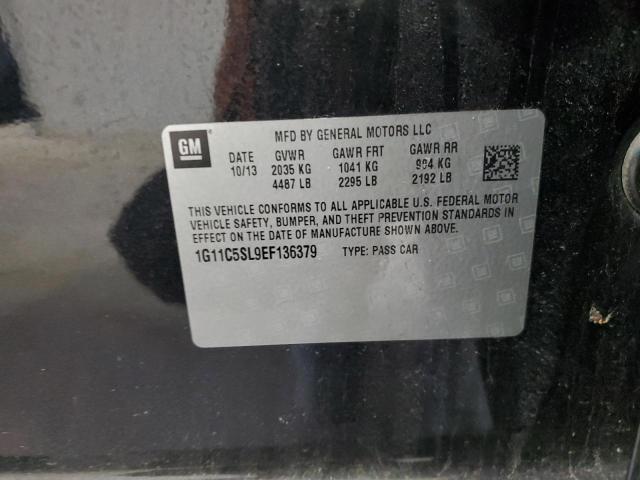 GM
MFD BY GENERAL MOTORS LLC
DATE GVWR GAWR FRT GAWR RR
10/13 2035 KG 1041 KG 994 KG
4487 LB 2295 LB 2192 LB
THIS VEHICLE CONFORMS TO ALL APPLICABLE U.S. FEDERAL MOTOR
VEHICLE SAFETY, BUMPER, AND THEFT PREVENTION STANDARDS IN
EFFECT ON THE DATE OF MANUFACTURE SHOWN ABOVE.
1G11C5SL9EF136379 TYPE: PASS CAR